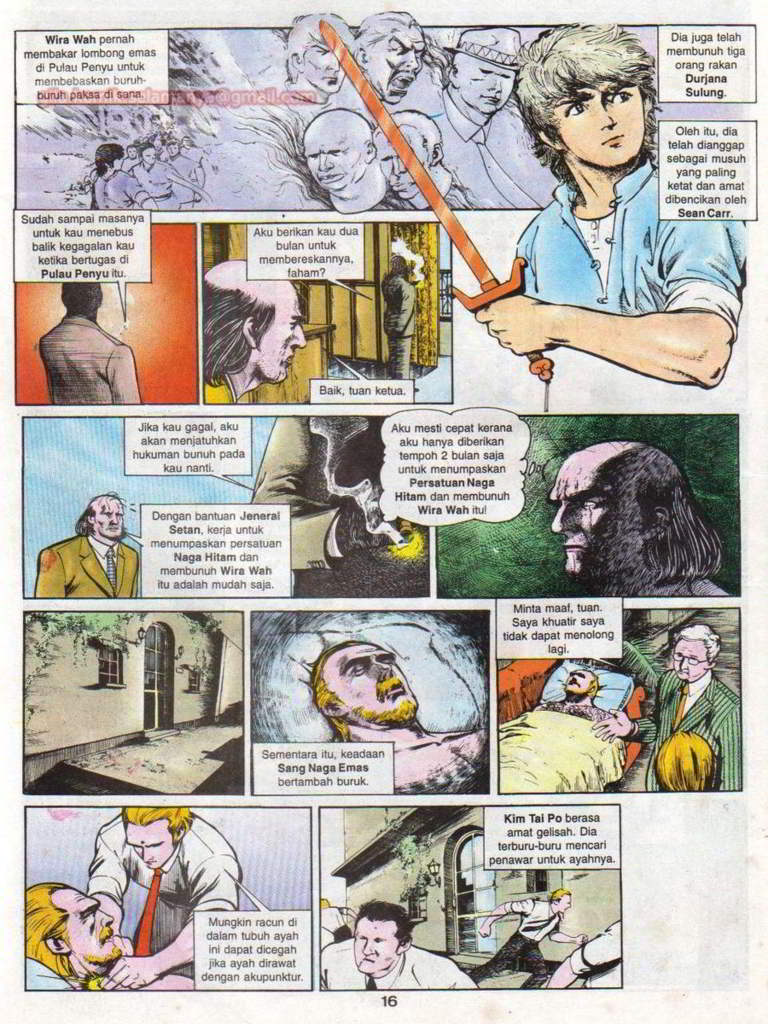 Wira Wah pernah
membakar lombong emas
di Pulau Penyu untuk
membebaskan buruh-
buruh paksa di sana.
Dia juga telah
membunuh tiga
orang rakan
Durjana
Sulung.
Oleh itu, dia
telah dianggap
sebagai musuh
yang paling
ketat dan amat
dibencikan oleh
Sean Carr.
Sudah sampai masanya
untuk kau menebus
balik kegagalan kau
ketika bertugas di
Pulau Penyu itu.
Aku berikan kau dua
bulan untuk
membereskannya,
faham?
Baik, tuan ketua.
Jika kau gagal, aku
akan menjatuhkan
hukuman bunuh pada
kau nanti.
Dengan bantuan Jeneral
Setan, kerja untuk
menumpaskan persatuan
Naga Hitam dan
membunuh Wira Wah
itu adalah mudah saja.
Aku mesti cepat kerana
aku hanya diberikan
tempoh 2 bulan saja
untuk menumpaskan
Persatuan Naga
Hitam dan membunuh
Wira Wah itu!
Sementara itu, keadaan
Sang Naga Emas
bertambah buruk.
Minta maaf, tuan.
Saya khuatir saya
tidak dapat menolong
lagi.
Mungkin racun di
dalam tubuh ayah
ini dapat dicegah
jika ayah dirawat
dengan akupunktur.
Kim Tai Po berasa
amat gelisah. Dia
terburu-buru mencari
penawar untuk ayahnya.
16